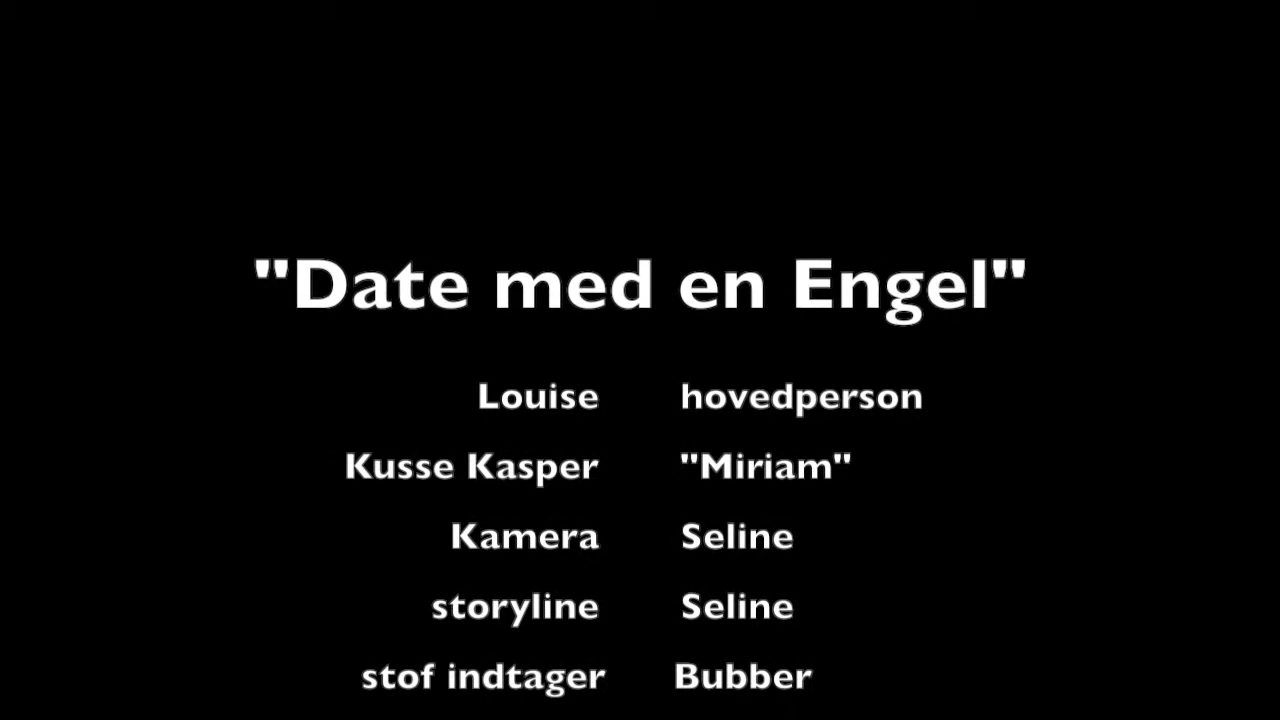 "Date med en Engel"
Louise hovedperson
Kusse Kasper "Miriam"
Kamera Seline
storyline Seline
stof indtager Bubber